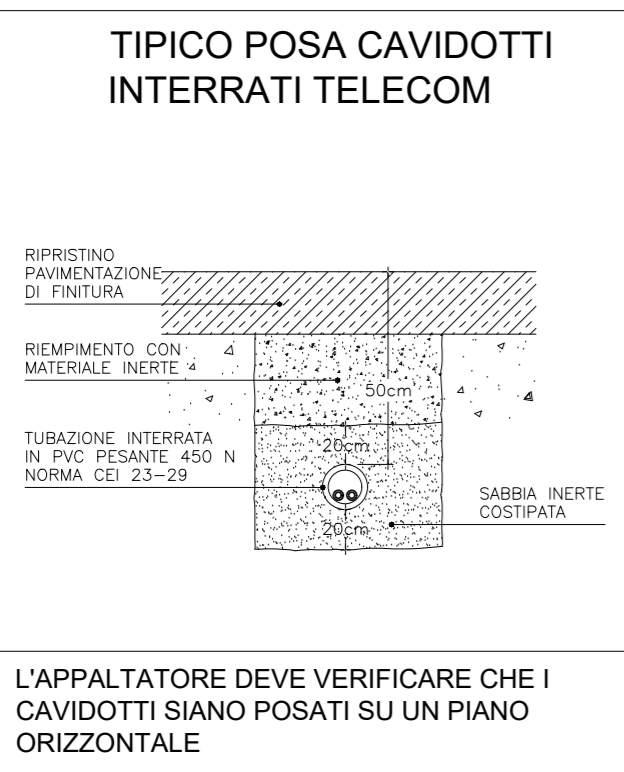 TIPICO POSA CAVIDOTTI
INTERRATI TELECOM
RIPRISTINO
PAVIMENTAZIONE
DI FINITURA
RIEMPIMENTO CON
MATERIALE INERTE
50cm
TUBAZIONE INTERRATA
IN PVC PESANTE 450 N
NORMA CEI 23-29
20cm
SABBIA INERTE
COSTIPATA
20cm
L'APPALTATORE DEVE VERIFICARE CHE I
CAVIDOTTI SIANO POSATI SU UN PIANO
ORIZZONTALE